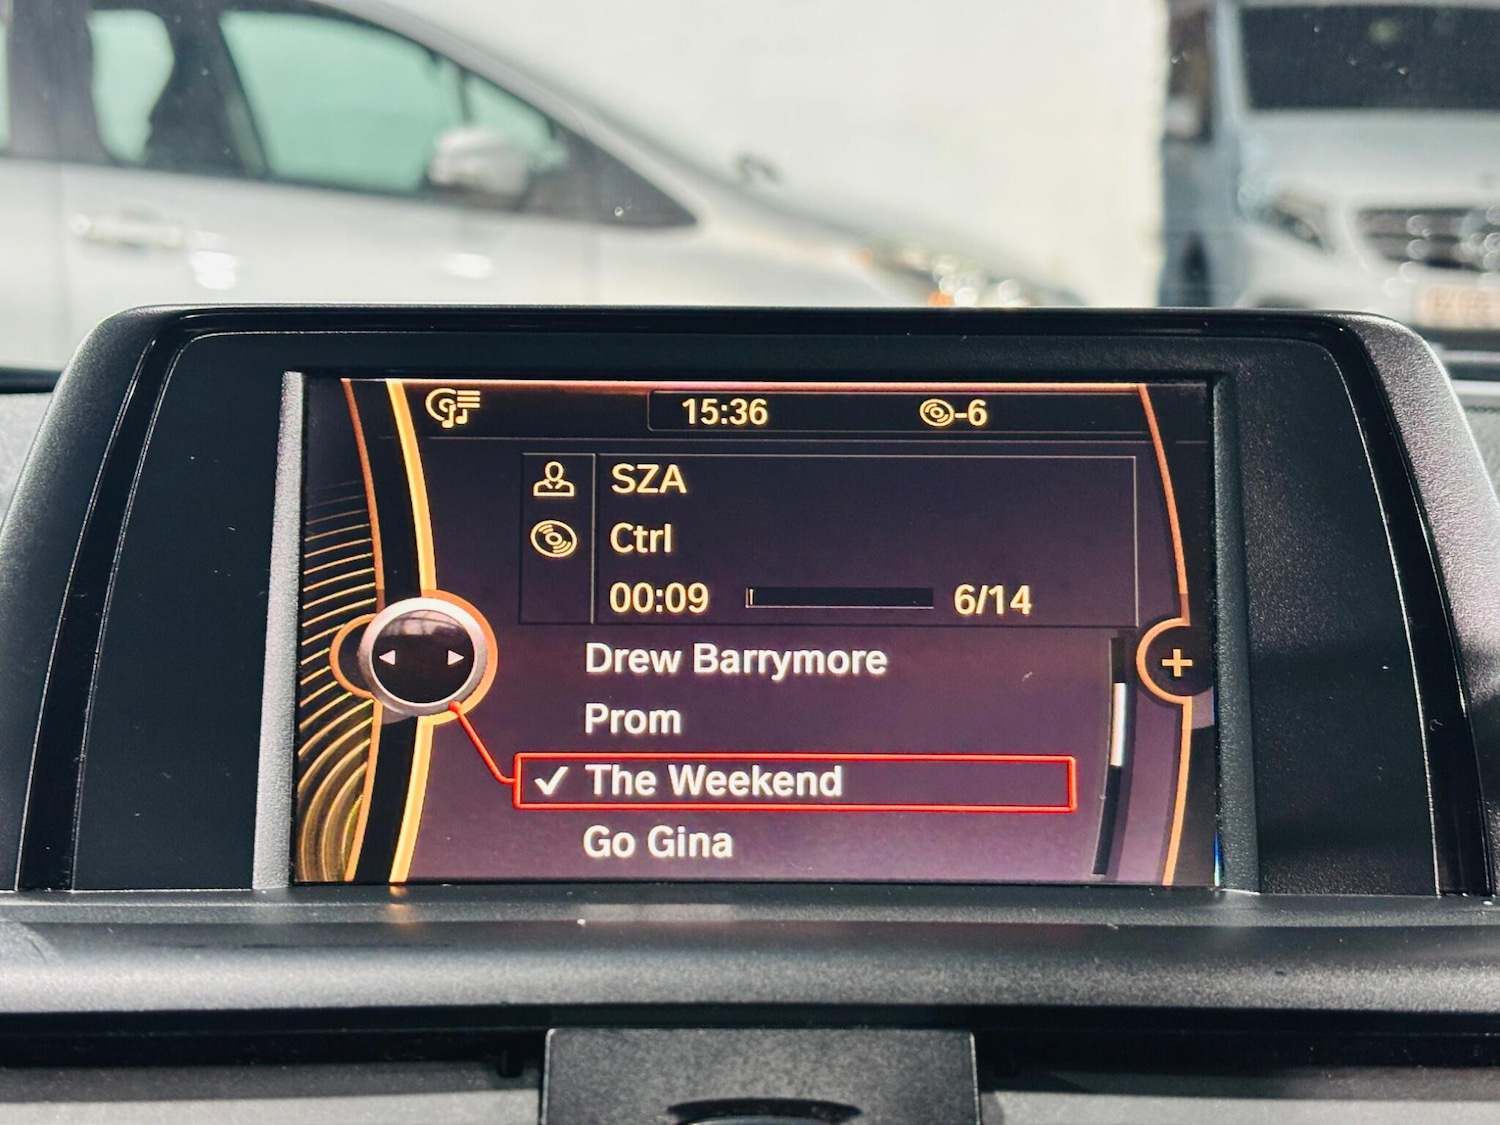 15:36 -6
SZA
Ctrl
00:09 6/14
Drew Barrymore
Prom
✓ The Weekend
Go Gina